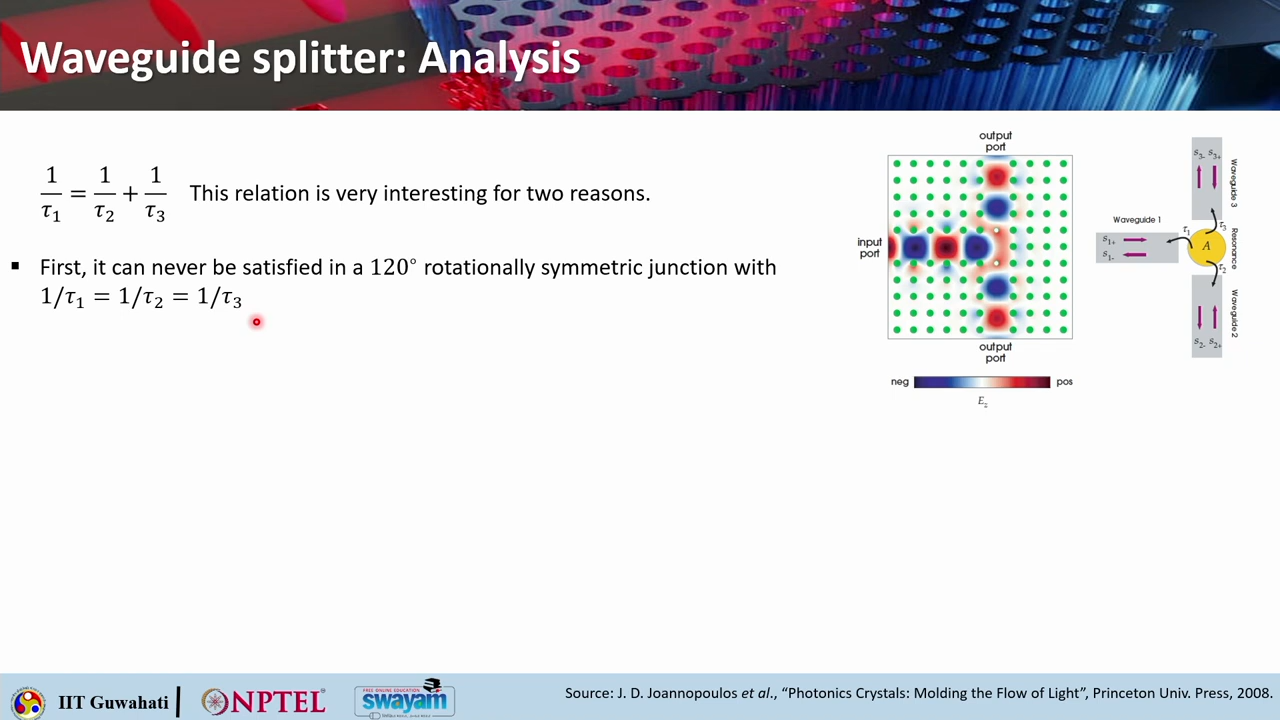 Waveguide splitter: Analysis
1/τ₁ = 1/τ₂ + 1/τ₃ This relation is very interesting for two reasons.
▪ First, it can never be satisfied in a 120° rotationally symmetric junction with
1/τ₁ = 1/τ₂ = 1/τ₃
output
port
input
port
output
port
neg pos
E_z
Waveguide 1
s₁₊
s₁₋
s₃₋ s₃₊
Waveguide 3
τ₁
τ₃
A
Resonance
τ₂
Waveguide 2
s₂₋ s₂₊
IIT Guwahati
NPTEL
FREE ONLINE EDUCATION
swayam
Source: J. D. Joannopoulos et al., “Photonics Crystals: Molding the Flow of Light”, Princeton Univ. Press, 2008.